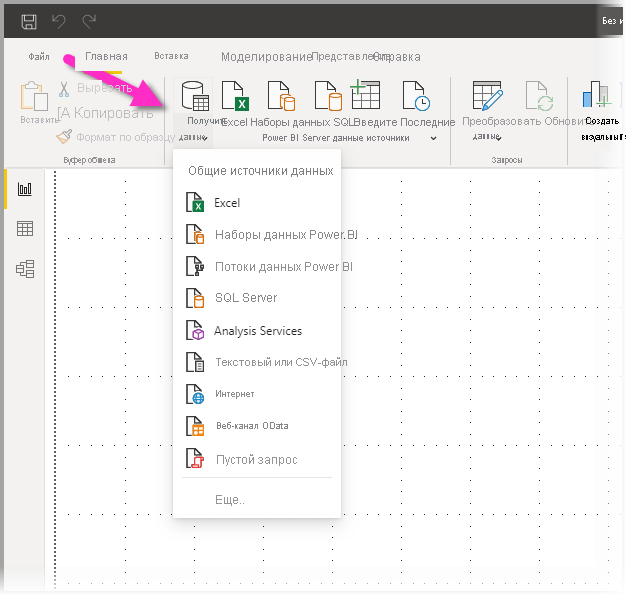 Без и
Файл Главная Вставка Моделирование Представление Справка
Вырезать
Вставить Копировать
Формат по образцу
Буфер обмена
Получить Excel Наборы данных SQL Введите Последние
данные Power BI Server данные источники
Преобразовать Обновить
данные
Запросы
Создать
визуальный
Общие источники данных
Excel
Наборы данных Power BI
Потоки данных Power BI
SQL Server
Analysis Services
Текстовый или CSV-файл
Интернет
Веб-канал OData
Пустой запрос
Еще..